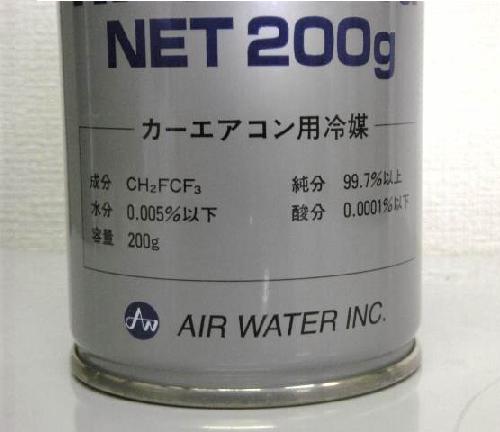 NET 200g
カーエアコン用冷媒
成分 CH₂FCF₃ 純分 99.7%以上
水分 0.005%以下 酸分 0.0001%以下
容量 200g
AW AIR WATER INC.